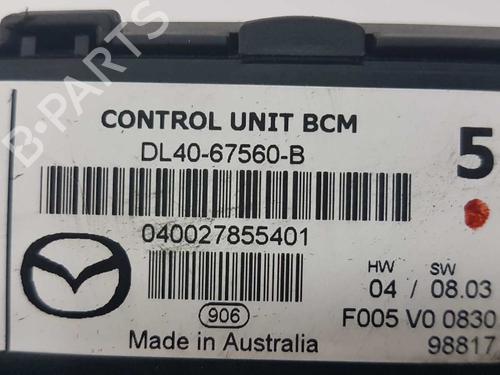 CONTROL UNIT BCM
DL40-67560-B
5
040027855401
HW SW
04 / 08.03
906
F005 V0 0830
Made in Australia
98817
B-PARTS